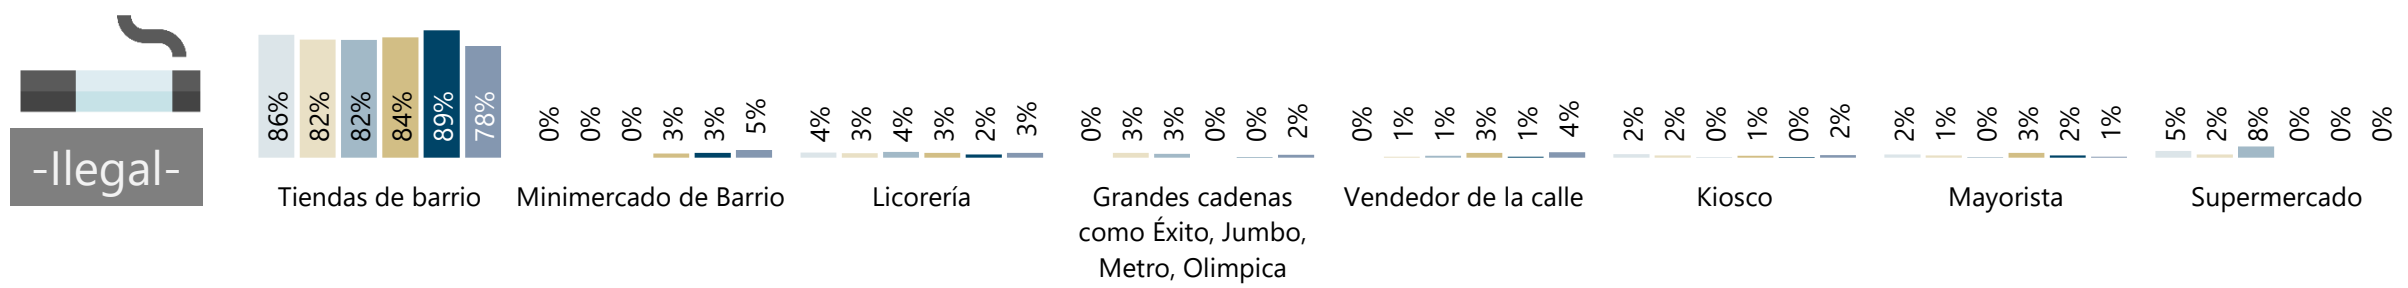 -Ilegal-
86% 82% 82% 84% 89% 78%
0% 0% 0% 3% 3% 5%
4% 3% 4% 3% 2% 3%
0% 3% 3% 0% 0% 2%
0% 1% 1% 3% 1% 4%
2% 2% 0% 1% 0% 2%
2% 1% 0% 3% 2% 1%
5% 2% 8% 0% 0% 0%
Tiendas de barrio
Minimercado de Barrio
Licorería
Grandes cadenas
como Éxito, Jumbo,
Metro, Olimpica
Vendedor de la calle
Kiosco
Mayorista
Supermercado